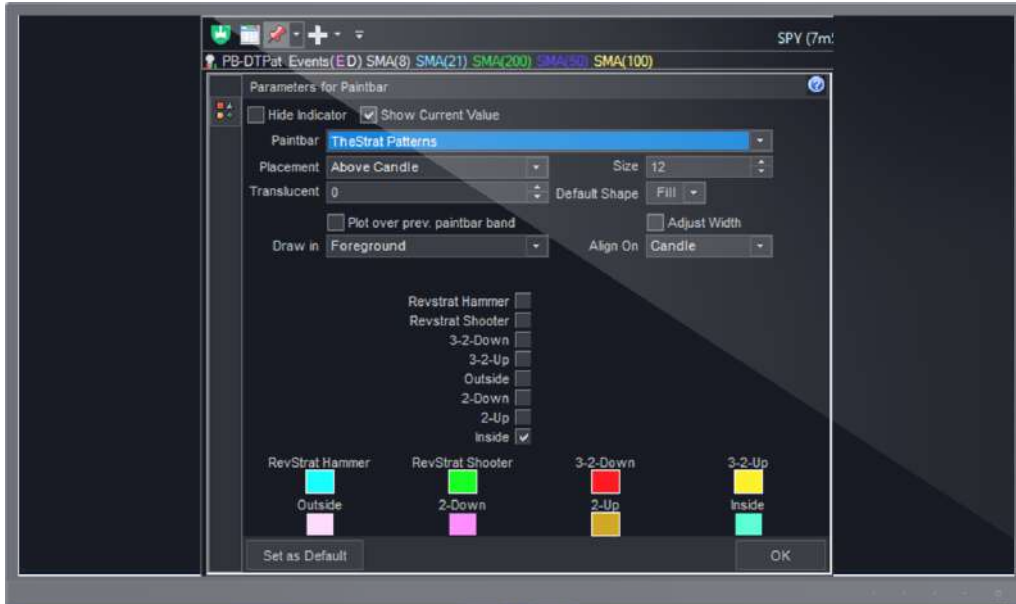 SPY (7m
PB-DTPat Events(ED) SMA(8) SMA(21) SMA(200) SMA(50) SMA(100)
Parameters for Paintbar
Hide Indicator Show Current Value
Paintbar TheStrat Patterns
Placement Above Candle Size 12
Translucent 0 Default Shape Fill
Plot over prev. paintbar band Adjust Width
Draw in Foreground Align On Candle
Revstrat Hammer
Revstrat Shooter
3-2-Down
3-2-Up
Outside
2-Down
2-Up
Inside
RevStrat Hammer RevStrat Shooter 3-2-Down 3-2-Up
Outside 2-Down 2-Up Inside
Set as Default OK